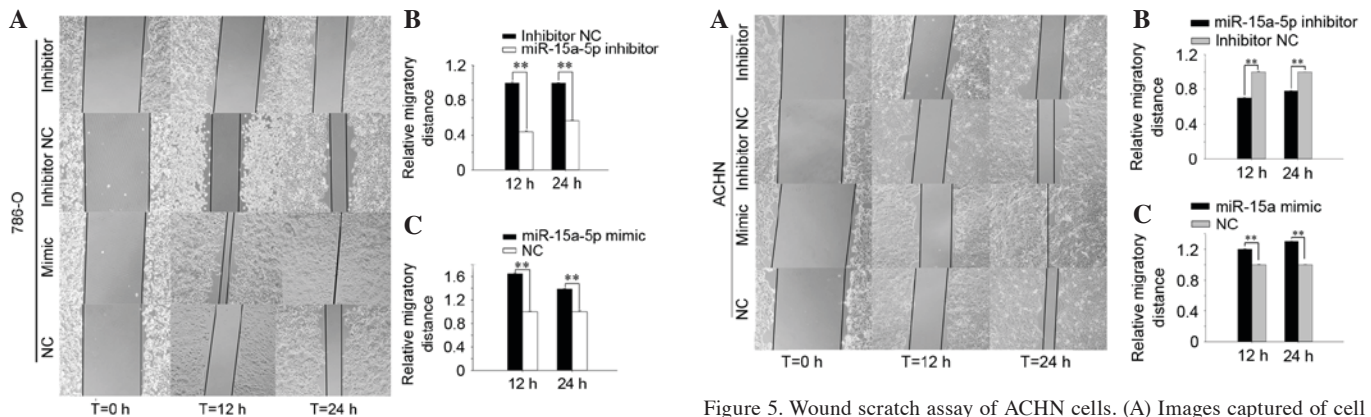 A
786-O
Inhibitor
Inhibitor NC
Mimic
NC
T=0 h
T=12 h
T=24 h
B
Inhibitor NC
miR-15a-5p inhibitor
Relative migratory
distance
1.2
0.8
0.4
0
**
**
12 h
24 h
C
miR-15a-5p mimic
NC
Relative migratory
distance
1.6
1.2
0.8
0.4
0
**
**
12 h
24 h
A
ACHN
Inhibitor
Inhibitor NC
Mimic
NC
T=0 h
T=12 h
T=24 h
B
miR-15a-5p inhibitor
Inhibitor NC
Relative migratory
distance
1.2
0.8
0.4
0
**
**
12 h
24 h
C
miR-15a mimic
NC
Relative migratory
distance
1.2
0.8
0.4
0
**
**
12 h
24 h
Figure 5. Wound scratch assay of ACHN cells. (A) Images captured of cell